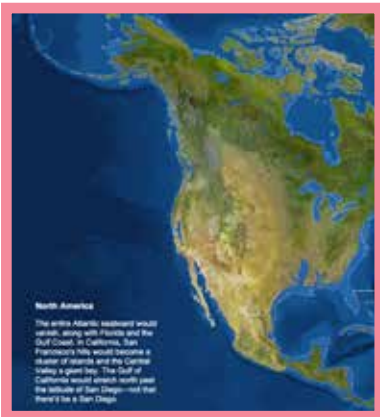 North America
The entire Atlantic seaboard would
vanish, along with Florida and the
Gulf Coast. In California, San
Francisco's hills would become a
cluster of islands and the Central
Valley a giant bay. The Gulf of
California would stretch north past
the latitude of San Diego—not that
there'd be a San Diego.